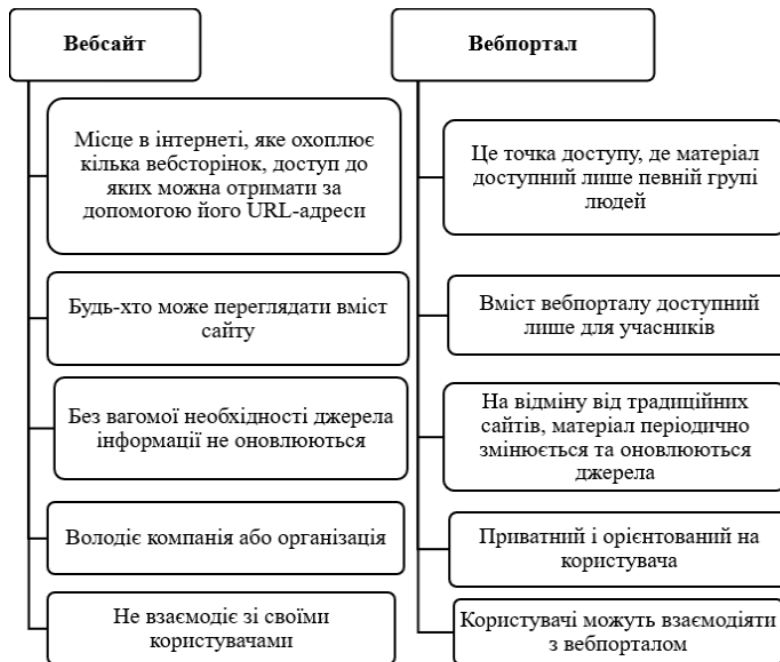 Вебсайт
Місце в інтернеті, яке охоплює
кілька вебсторінок, доступ до
яких можна отримати за
допомогою його URL-адреси
Будь-хто може переглядати вміст
сайту
Без вагомої необхідності джерела
інформації не оновлюються
Володіє компанія або організація
Не взаємодіє зі своїми
користувачами
Вебпортал
Це точка доступу, де матеріал
доступний лише певній групі
людей
Вміст вебпорталу доступний
лише для учасників
На відміну від традиційних
сайтів, матеріал періодично
змінюється та оновлюються
джерела
Приватний і орієнтований на
користувача
Користувачі можуть взаємодіяти
з вебпорталом